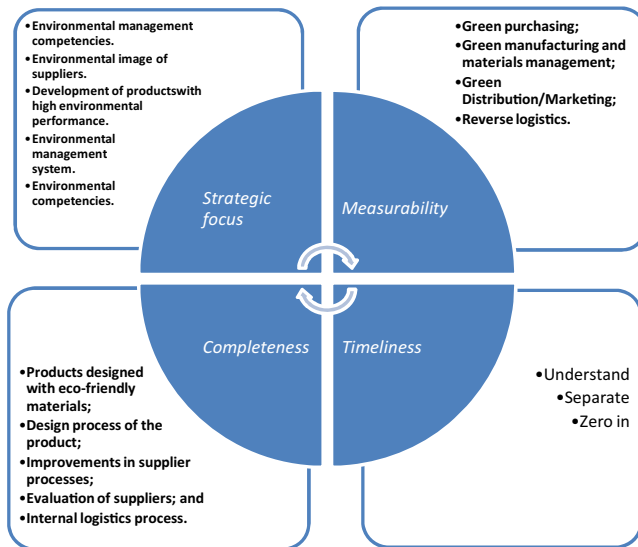 •Environmental management
competencies.
•Environmental image of
suppliers.
•Development of productswith
high environmental
performance.
•Environmental
management
system.
•Environmental
competencies.
•Green purchasing;
•Green manufacturing and
materials management;
•Green
Distribution/Marketing;
•Reverse logistics.
Strategic
focus
Measurability
Completeness
Timeliness
•Products designed
with eco-friendly
materials;
•Design process of the
product;
•Improvements in supplier
processes;
•Evaluation of suppliers; and
•Internal logistics process.
•Understand
•Separate
•Zero in